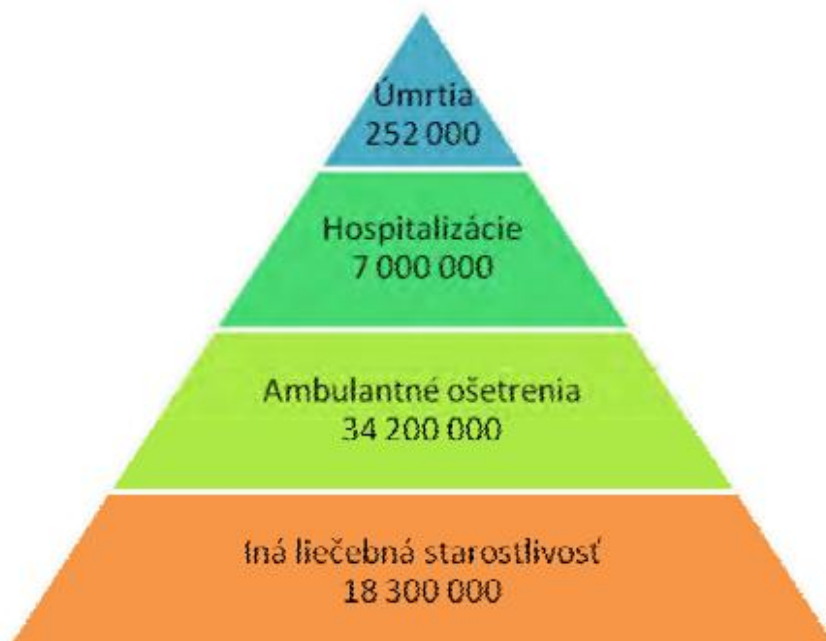 Úmrtia
252 000
Hospitalizácie
7 000 000
Ambulantné ošetrenia
34 200 000
Iná liečebná starostlivosť
18 300 000